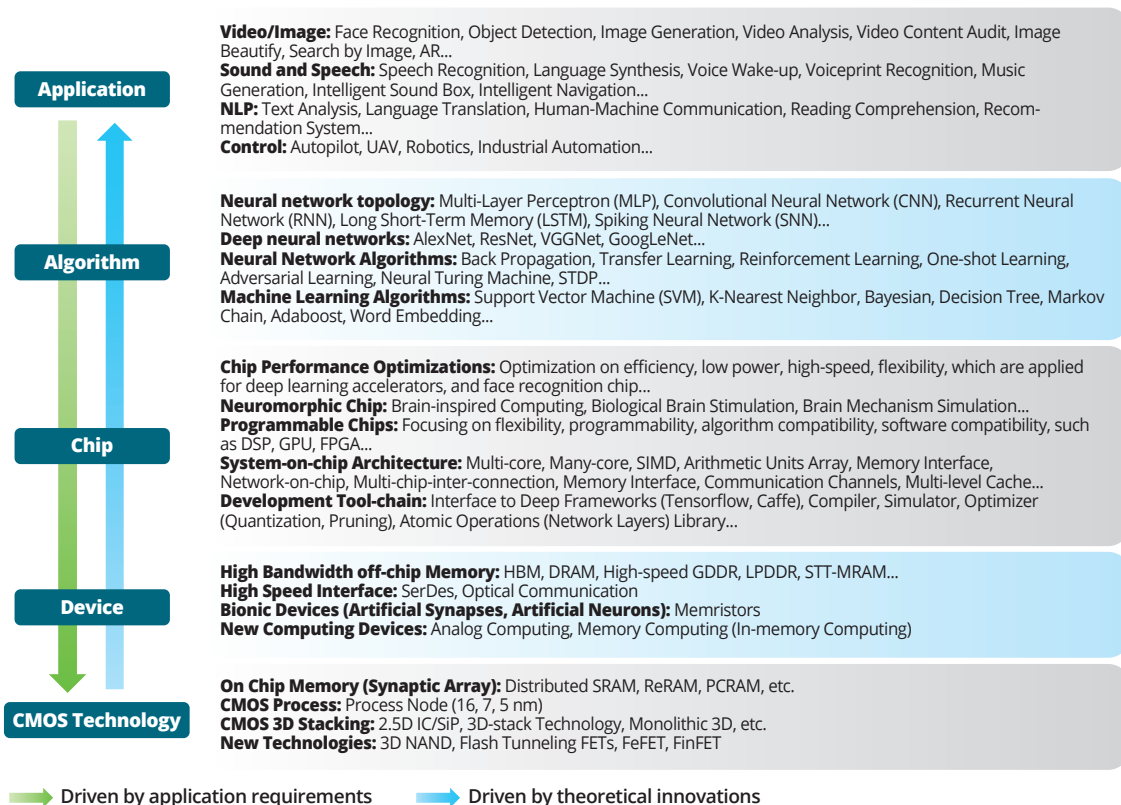 Video/Image: Face Recognition, Object Detection, Image Generation, Video Analysis, Video Content Audit, Image
Beautify, Search by Image, AR...
Sound and Speech: Speech Recognition, Language Synthesis, Voice Wake-up, Voiceprint Recognition, Music
Generation, Intelligent Sound Box, Intelligent Navigation...
NLP: Text Analysis, Language Translation, Human-Machine Communication, Reading Comprehension, Recom-
mendation System...
Control: Autopilot, UAV, Robotics, Industrial Automation...
Application
Neural network topology: Multi-Layer Perceptron (MLP), Convolutional Neural Network (CNN), Recurrent Neural
Network (RNN), Long Short-Term Memory (LSTM), Spiking Neural Network (SNN)...
Deep neural networks: AlexNet, ResNet, VGGNet, GoogLeNet...
Neural Network Algorithms: Back Propagation, Transfer Learning, Reinforcement Learning, One-shot Learning,
Adversarial Learning, Neural Turing Machine, STDP...
Machine Learning Algorithms: Support Vector Machine (SVM), K-Nearest Neighbor, Bayesian, Decision Tree, Markov
Chain, Adaboost, Word Embedding...
Algorithm
Chip Performance Optimizations: Optimization on efficiency, low power, high-speed, flexibility, which are applied
for deep learning accelerators, and face recognition chip...
Neuromorphic Chip: Brain-inspired Computing, Biological Brain Stimulation, Brain Mechanism Simulation...
Programmable Chips: Focusing on flexibility, programmability, algorithm compatibility, software compatibility, such
as DSP, GPU, FPGA...
System-on-chip Architecture: Multi-core, Many-core, SIMD, Arithmetic Units Array, Memory Interface,
Network-on-chip, Multi-chip-inter-connection, Memory Interface, Communication Channels, Multi-level Cache...
Development Tool-chain: Interface to Deep Frameworks (Tensorflow, Caffe), Compiler, Simulator, Optimizer
(Quantization, Pruning), Atomic Operations (Network Layers) Library...
Chip
High Bandwidth off-chip Memory: HBM, DRAM, High-speed GDDR, LPDDR, STT-MRAM...
High Speed Interface: SerDes, Optical Communication
Bionic Devices (Artificial Synapses, Artificial Neurons): Memristors
New Computing Devices: Analog Computing, Memory Computing (In-memory Computing)
Device
On Chip Memory (Synaptic Array): Distributed SRAM, ReRAM, PCRAM, etc.
CMOS Process: Process Node (16, 7, 5 nm)
CMOS 3D Stacking: 2.5D IC/SiP, 3D-stack Technology, Monolithic 3D, etc.
New Technologies: 3D NAND, Flash Tunneling FETs, FeFET, FinFET
CMOS Technology
Driven by application requirements
Driven by theoretical innovations